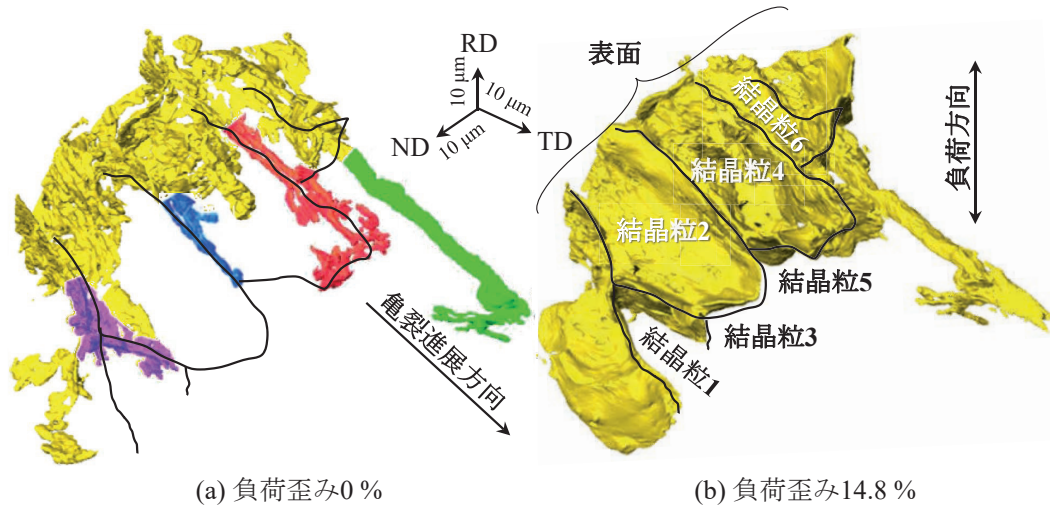 RD
10 μm
10 μm
ND
10 μm
TD
表面
負荷方向
結晶粒6
結晶粒4
結晶粒2
結晶粒5
結晶粒3
結晶粒1
亀裂進展方向
(a) 負荷歪み0 %
(b) 負荷歪み14.8 %